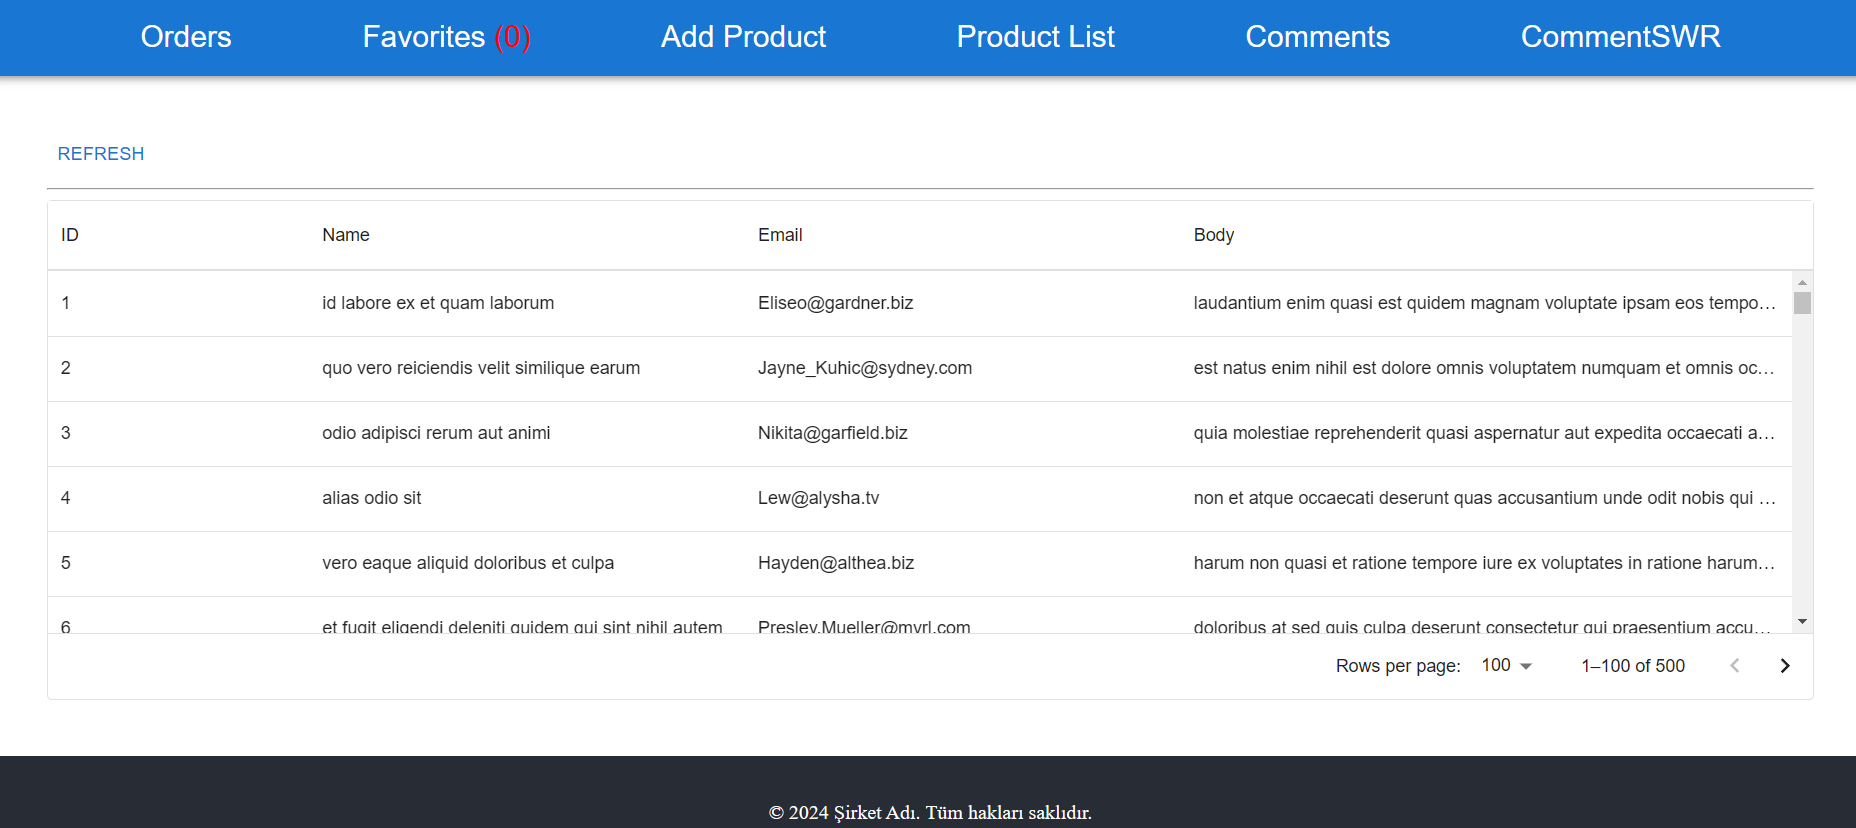 Orders Favorites (0) Add Product Product List Comments CommentSWR
REFRESH
ID Name Email Body
1 id labore ex et quam laborum Eliseo@gardner.biz laudantium enim quasi est quidem magnam voluptate ipsam eos tempo...
2 quo vero reiciendis velit similique earum Jayne_Kuhic@sydney.com est natus enim nihil est dolore omnis voluptatem numquam et omnis oc...
3 odio adipisci rerum aut animi Nikita@garfield.biz quia molestiae reprehenderit quasi aspernatur aut expedita occaecati a...
4 alias odio sit Lew@alysha.tv non et atque occaecati deserunt quas accusantium unde odit nobis qui ...
5 vero eaque aliquid doloribus et culpa Hayden@althea.biz harum non quasi et ratione tempore iure ex voluptates in ratione harum...
6 et fugit eligendi deleniti quidem qui sint nihil autem Presley.Mueller@myrl.com doloribus at sed quis culpa deserunt consectetur qui praesentium accu...
Rows per page: 100 1–100 of 500
© 2024 Şirket Adı. Tüm hakları saklıdır.